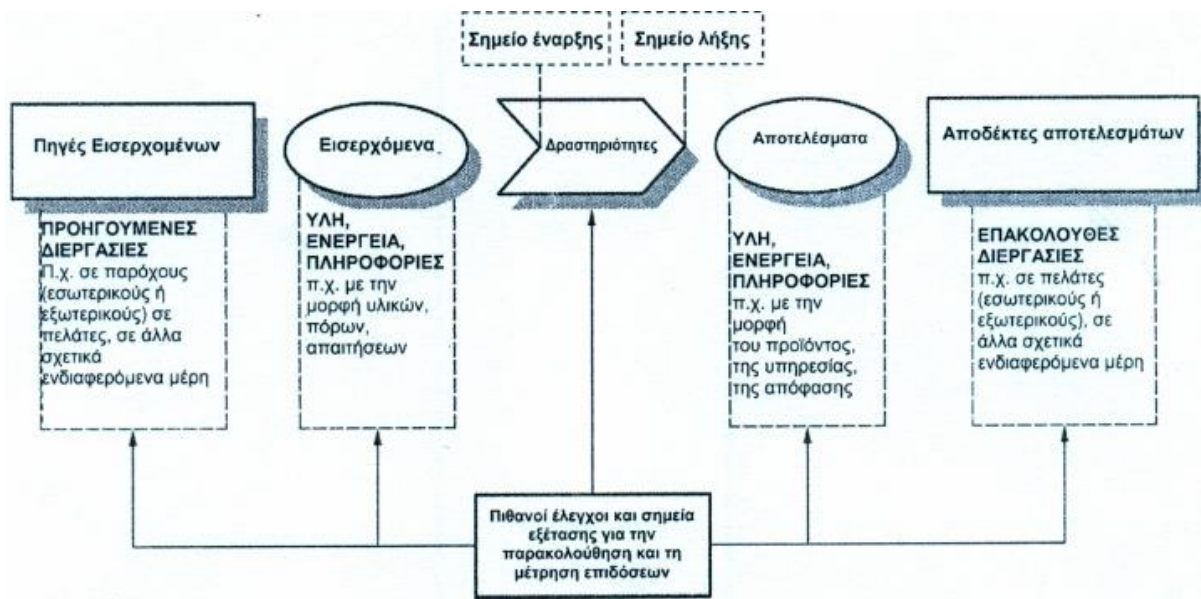 Σημείο έναρξης
Σημείο λήξης
Πηγές Εισερχομένων
Εισερχόμενα
Δραστηριότητες
Αποτελέσματα
Αποδέκτες αποτελεσμάτων
ΠΡΟΗΓΟΥΜΕΝΕΣ
ΔΙΕΡΓΑΣΙΕΣ
Π.χ. σε παρόχους
(εσωτερικούς ή
εξωτερικούς) σε
πελάτες, σε άλλα
σχετικά
ενδιαφερόμενα μέρη
ΥΛΗ,
ΕΝΕΡΓΕΙΑ,
ΠΛΗΡΟΦΟΡΙΕΣ
π.χ. με την
μορφή υλικών,
πόρων,
απαιτήσεων
ΥΛΗ,
ΕΝΕΡΓΕΙΑ,
ΠΛΗΡΟΦΟΡΙΕΣ
π.χ. με την
μορφή
του προϊόντος,
της υπηρεσίας,
της απόφασης
ΕΠΑΚΟΛΟΥΘΕΣ
ΔΙΕΡΓΑΣΙΕΣ
π.χ. σε πελάτες
(εσωτερικούς ή
εξωτερικούς), σε
άλλα σχετικά
ενδιαφερόμενα μέρη
Πιθανοί έλεγχοι και σημεία
εξέτασης για την
παρακολούθηση και τη
μέτρηση επιδόσεων